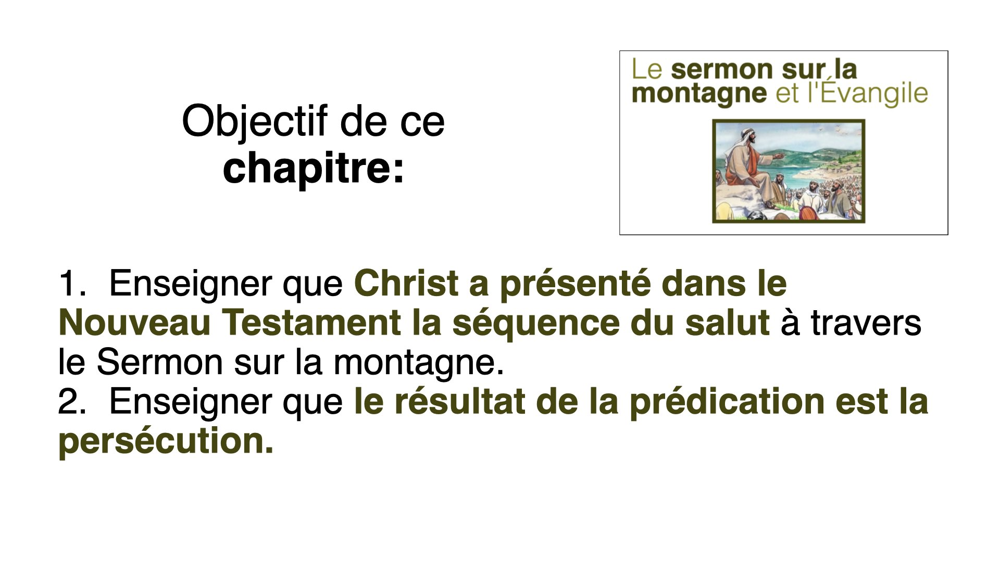 Objectif de ce
chapitre:
Le sermon sur la
montagne et l'Évangile
1. Enseigner que Christ a présenté dans le
Nouveau Testament la séquence du salut à travers
le Sermon sur la montagne.
2. Enseigner que le résultat de la prédication est la
persécution.